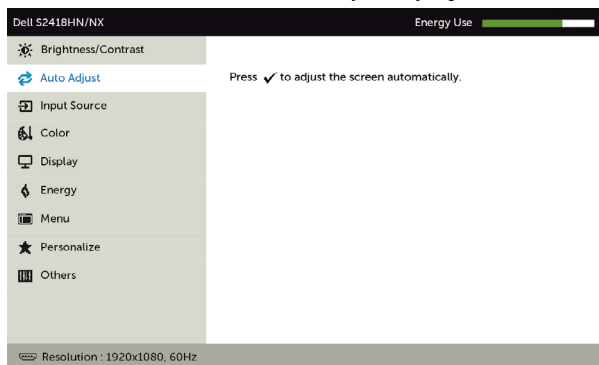 Dell S2418HN/NX Energy Use
Brightness/Contrast
Auto Adjust
Press ✓ to adjust the screen automatically.
Input Source
Color
Display
Energy
Menu
Personalize
Others
Resolution : 1920x1080, 60Hz